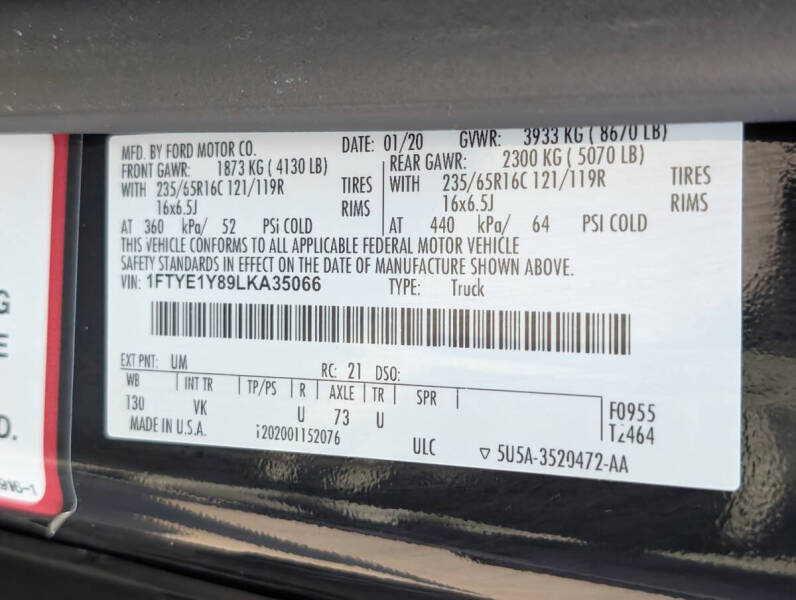 MFD. BY FORD MOTOR CO. DATE: 01/20 GVWR: 3933 KG ( 8670 LB)
FRONT GAWR: 1873 KG ( 4130 LB) REAR GAWR: 2300 KG ( 5070 LB)
WITH 235/65R16C 121/119R TIRES WITH 235/65R16C 121/119R TIRES
16x6.5J RIMS 16x6.5J RIMS
AT 360 kPa/ 52 PSi COLD AT 440 kPa/ 64 PSI COLD
THIS VEHICLE CONFORMS TO ALL APPLICABLE FEDERAL MOTOR VEHICLE
SAFETY STANDARDS IN EFFECT ON THE DATE OF MANUFACTURE SHOWN ABOVE.
VIN: 1FTYE1Y89LKA35066 TYPE: Truck
EXT PNT: UM RC: 21 DSO:
WB INT TR TP/PS R AXLE TR SPR
130 VK U 73 U F0955
MADE IN U.S.A. i202001152076 ULC T2464
▽ 5U5A-3520472-AA
G
E
D.
916-1